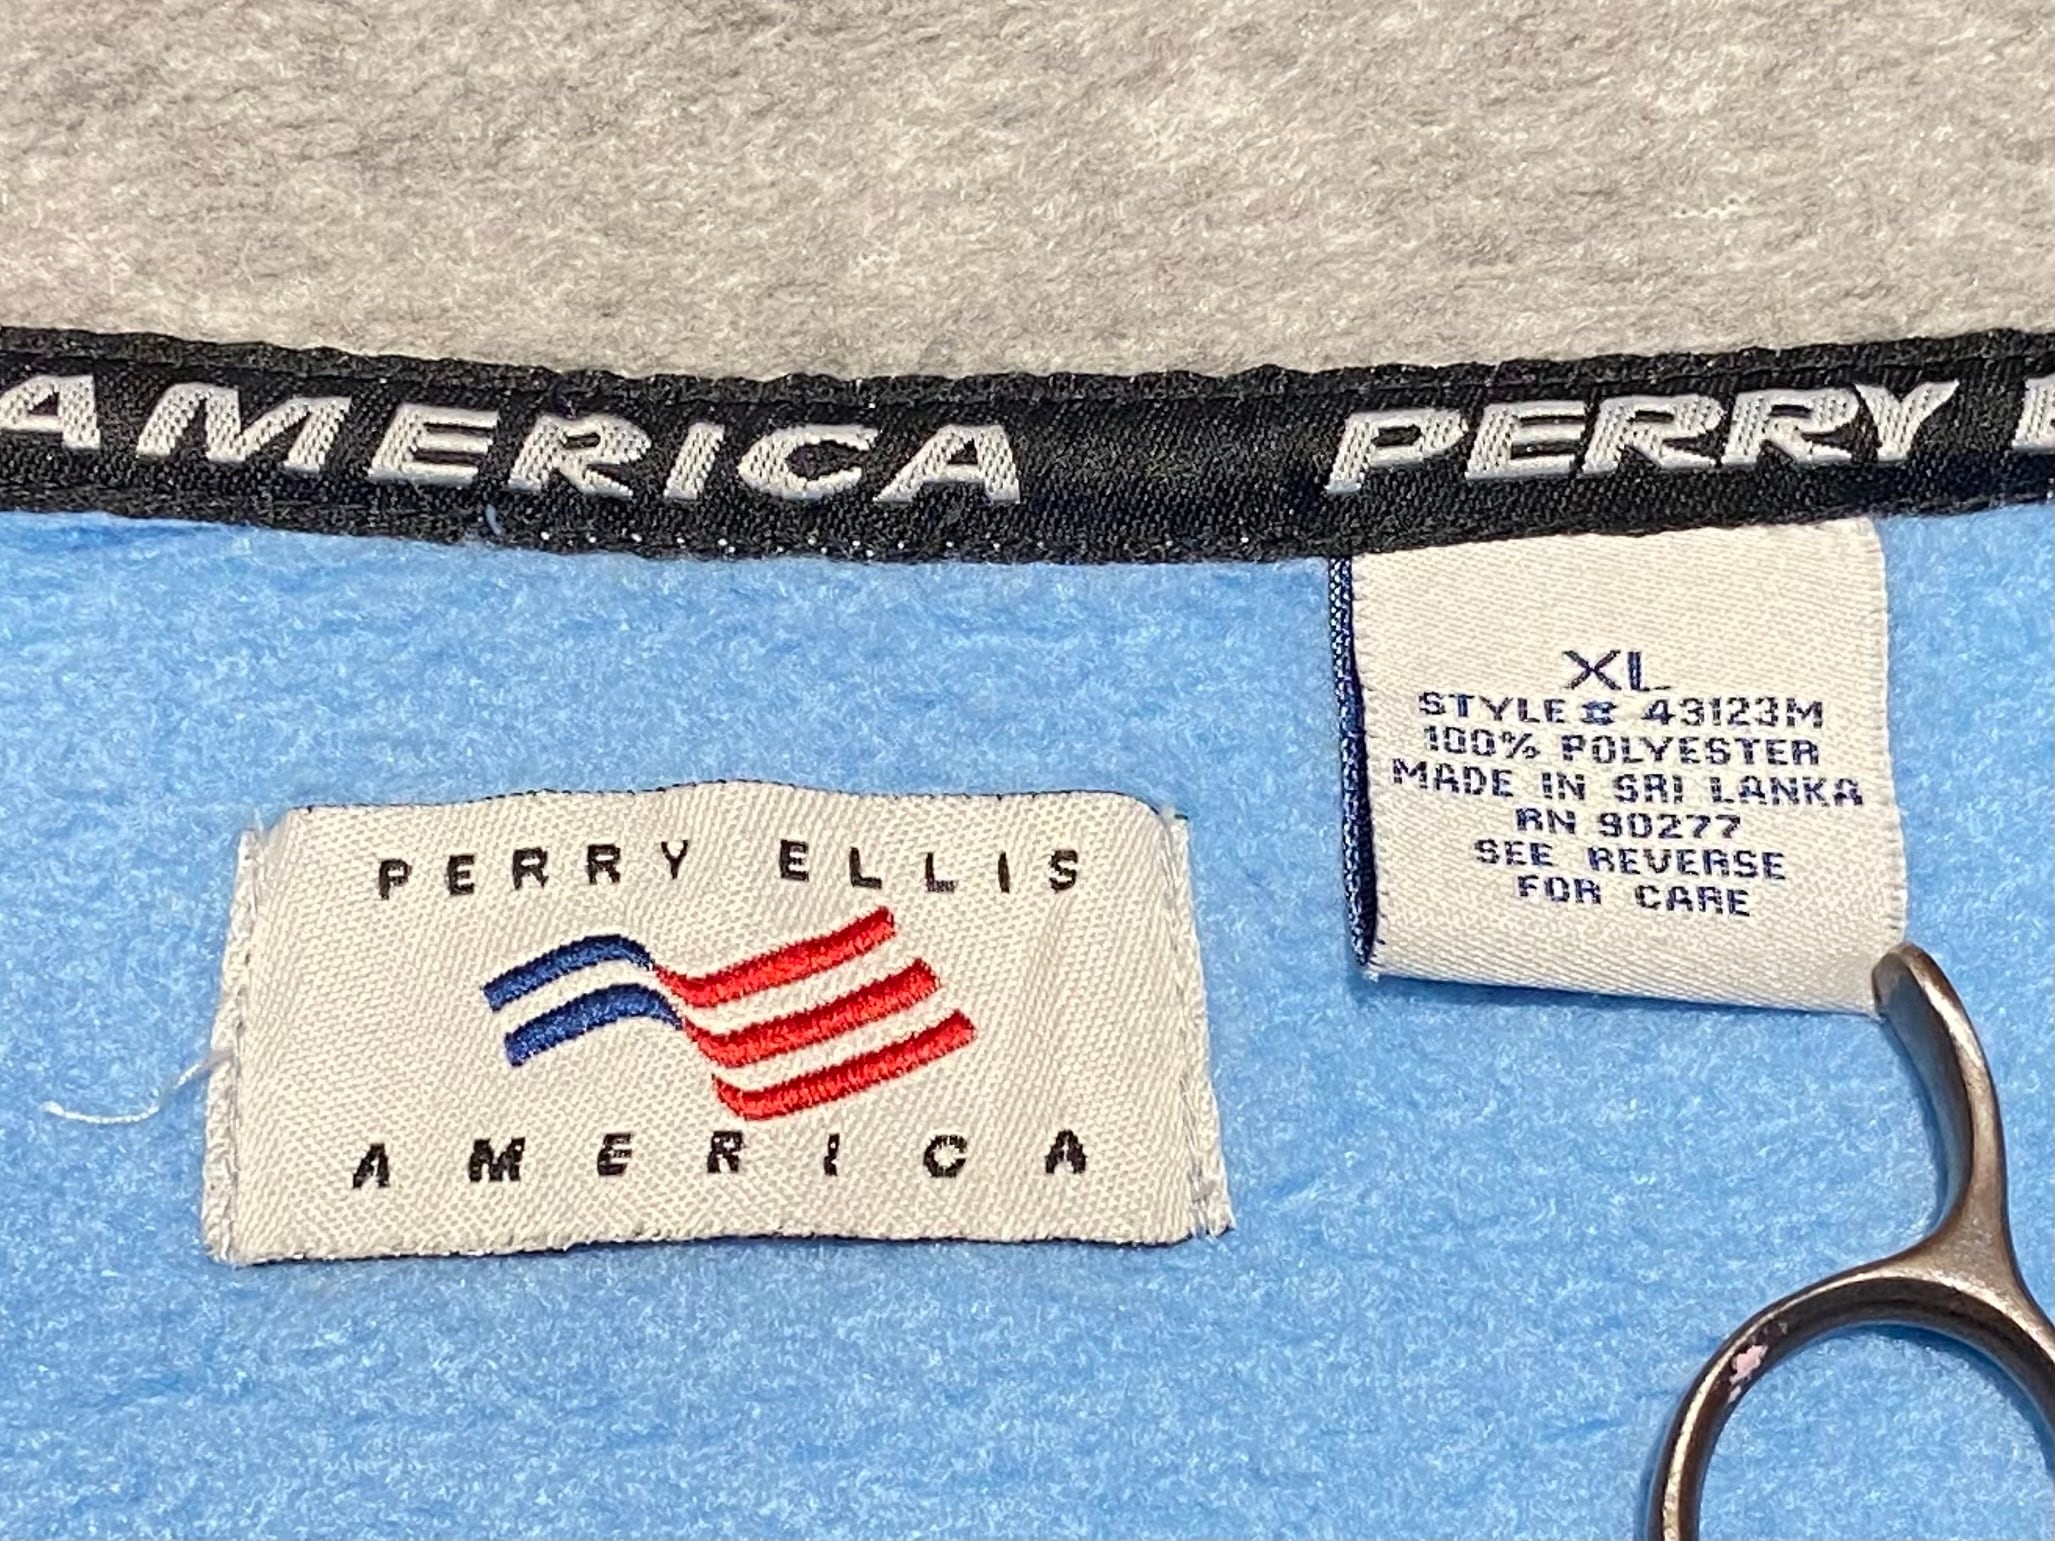 AMERICA PERRY
XL
STYLE# 43123M
100% POLYESTER
MADE IN SRI LANKA
RN 90277
SEE REVERSE
FOR CARE
PERRY ELLIS
AMERICA